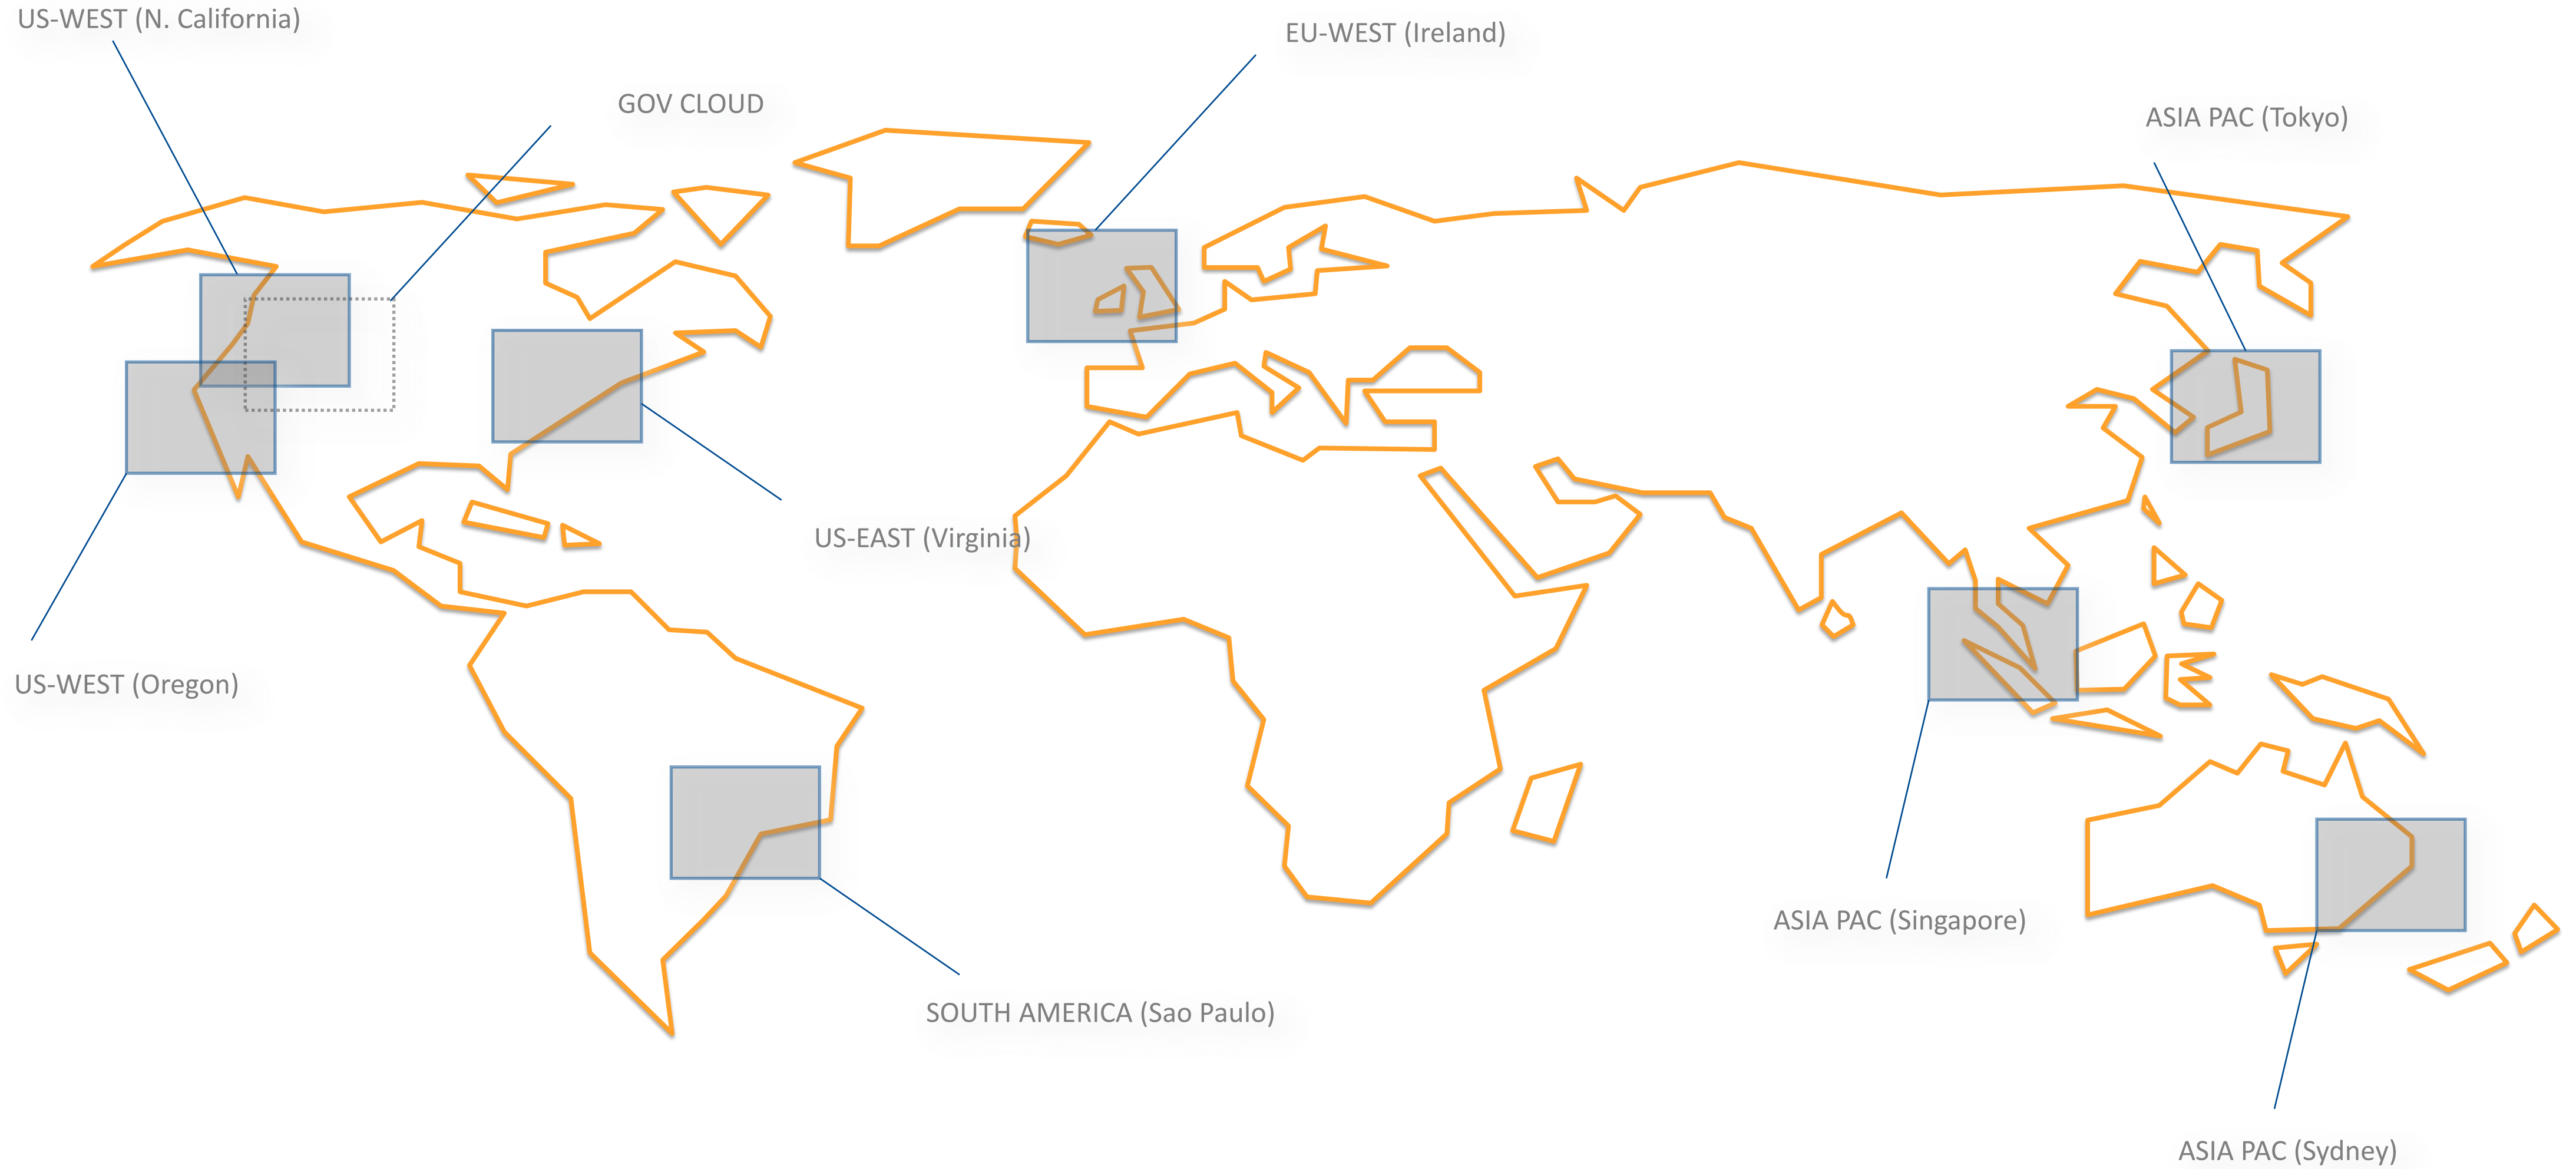 US-WEST (N. California)
EU-WEST (Ireland)
GOV CLOUD
ASIA PAC (Tokyo)
US-EAST (Virginia)
US-WEST (Oregon)
ASIA PAC (Singapore)
SOUTH AMERICA (Sao Paulo)
ASIA PAC (Sydney)